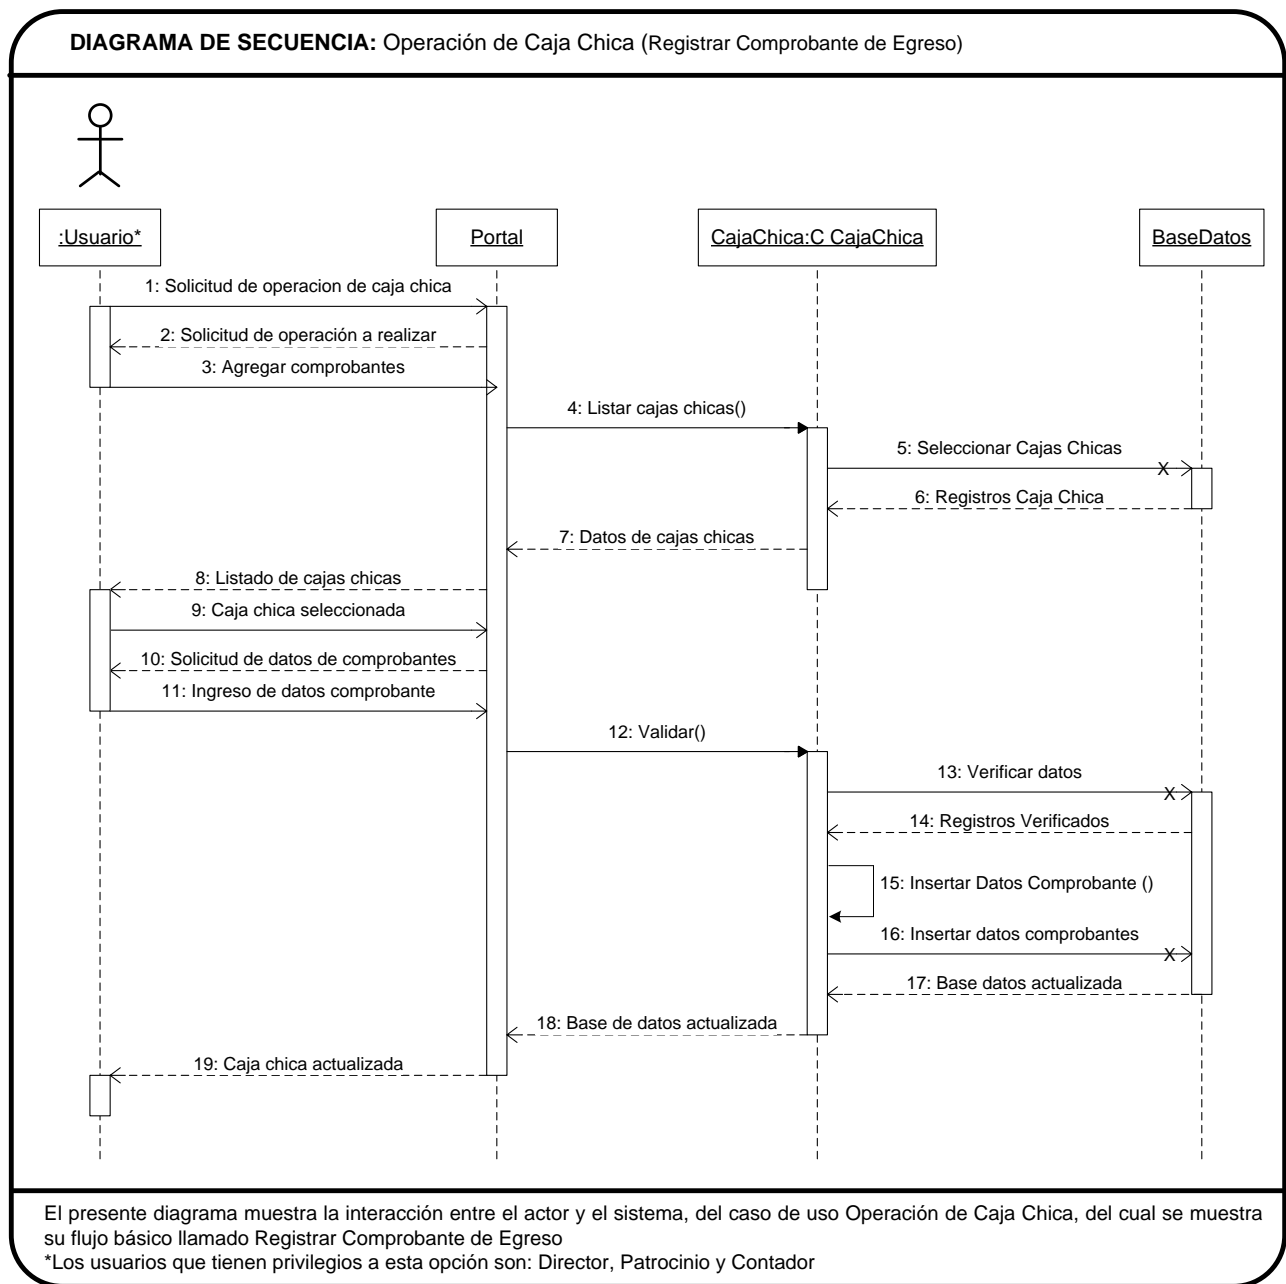 DIAGRAMA DE SECUENCIA: Operación de Caja Chica (Registrar Comprobante de Egreso)
:Usuario*
Portal
CajaChica:C CajaChica
BaseDatos
1: Solicitud de operacion de caja chica
2: Solicitud de operación a realizar
3: Agregar comprobantes
4: Listar cajas chicas()
5: Seleccionar Cajas Chicas
X
6: Registros Caja Chica
7: Datos de cajas chicas
8: Listado de cajas chicas
9: Caja chica seleccionada
10: Solicitud de datos de comprobantes
11: Ingreso de datos comprobante
12: Validar()
13: Verificar datos
X
14: Registros Verificados
15: Insertar Datos Comprobante ()
16: Insertar datos comprobantes
X
17: Base datos actualizada
18: Base de datos actualizada
19: Caja chica actualizada
El presente diagrama muestra la interacción entre el actor y el sistema, del caso de uso Operación de Caja Chica, del cual se muestra
su flujo básico llamado Registrar Comprobante de Egreso
*Los usuarios que tienen privilegios a esta opción son: Director, Patrocinio y Contador